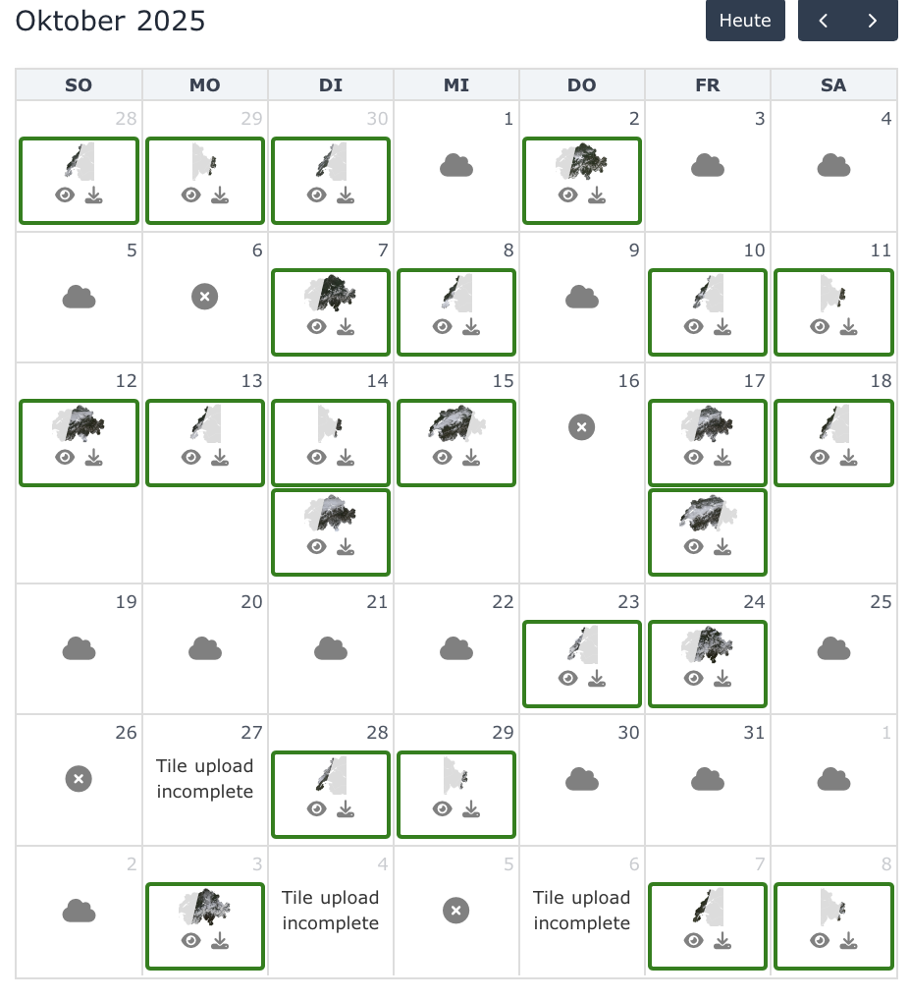 Oktober 2025
Heute
SO MO DI MI DO FR SA
28 29 30 1 2 3 4
5 6 7 8 9 10 11
12 13 14 15 16 17 18
19 20 21 22 23 24 25
26 27 28 29 30 31 1
Tile upload
incomplete
2 3 4 5 6 7 8
Tile upload Tile upload
incomplete incomplete